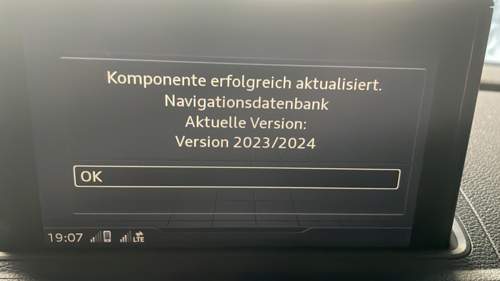 Komponente erfolgreich aktualisiert.
Navigationsdatenbank
Aktuelle Version:
Version 2023/2024
OK
19:07 LTE